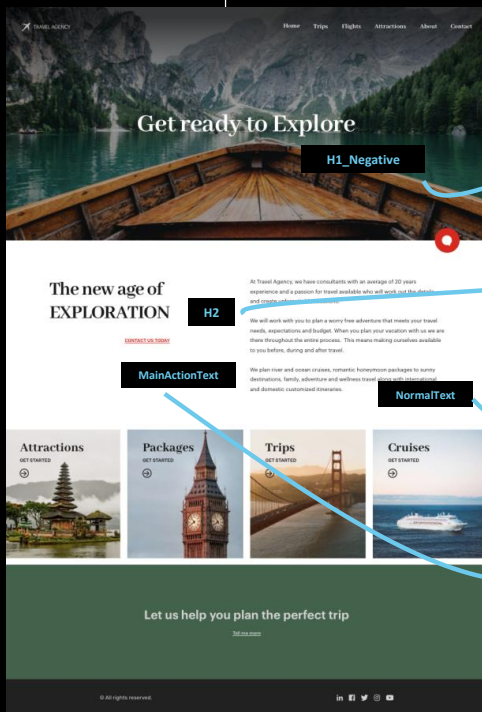 TRAVEL AGENCY
Home Trips Flights Attractions About Contact
Get ready to Explore
H1_Negative
The new age of
EXPLORATION
H2
CONTACT US TODAY
MainActionText
At Travel Agency, we have consultants with an average of 20 years
experience and a passion for travel available who will work out the details
and create
We will work with you to plan a worry free adventure that meets your travel
needs, expectations and budget. When you plan your vacation with us we are
there throughout the entire process. This means making ourselves available
to you before, during and after travel.
We plan river and ocean cruises, romantic honeymoon packages to sunny
destinations, family, adventure and wellness travel along with international
and domestic customized itineraries.
NormalText
Attractions
GET STARTED
Packages
GET STARTED
Trips
GET STARTED
Cruises
GET STARTED
Let us help you plan the perfect trip
Tell me more
© All rights reserved.